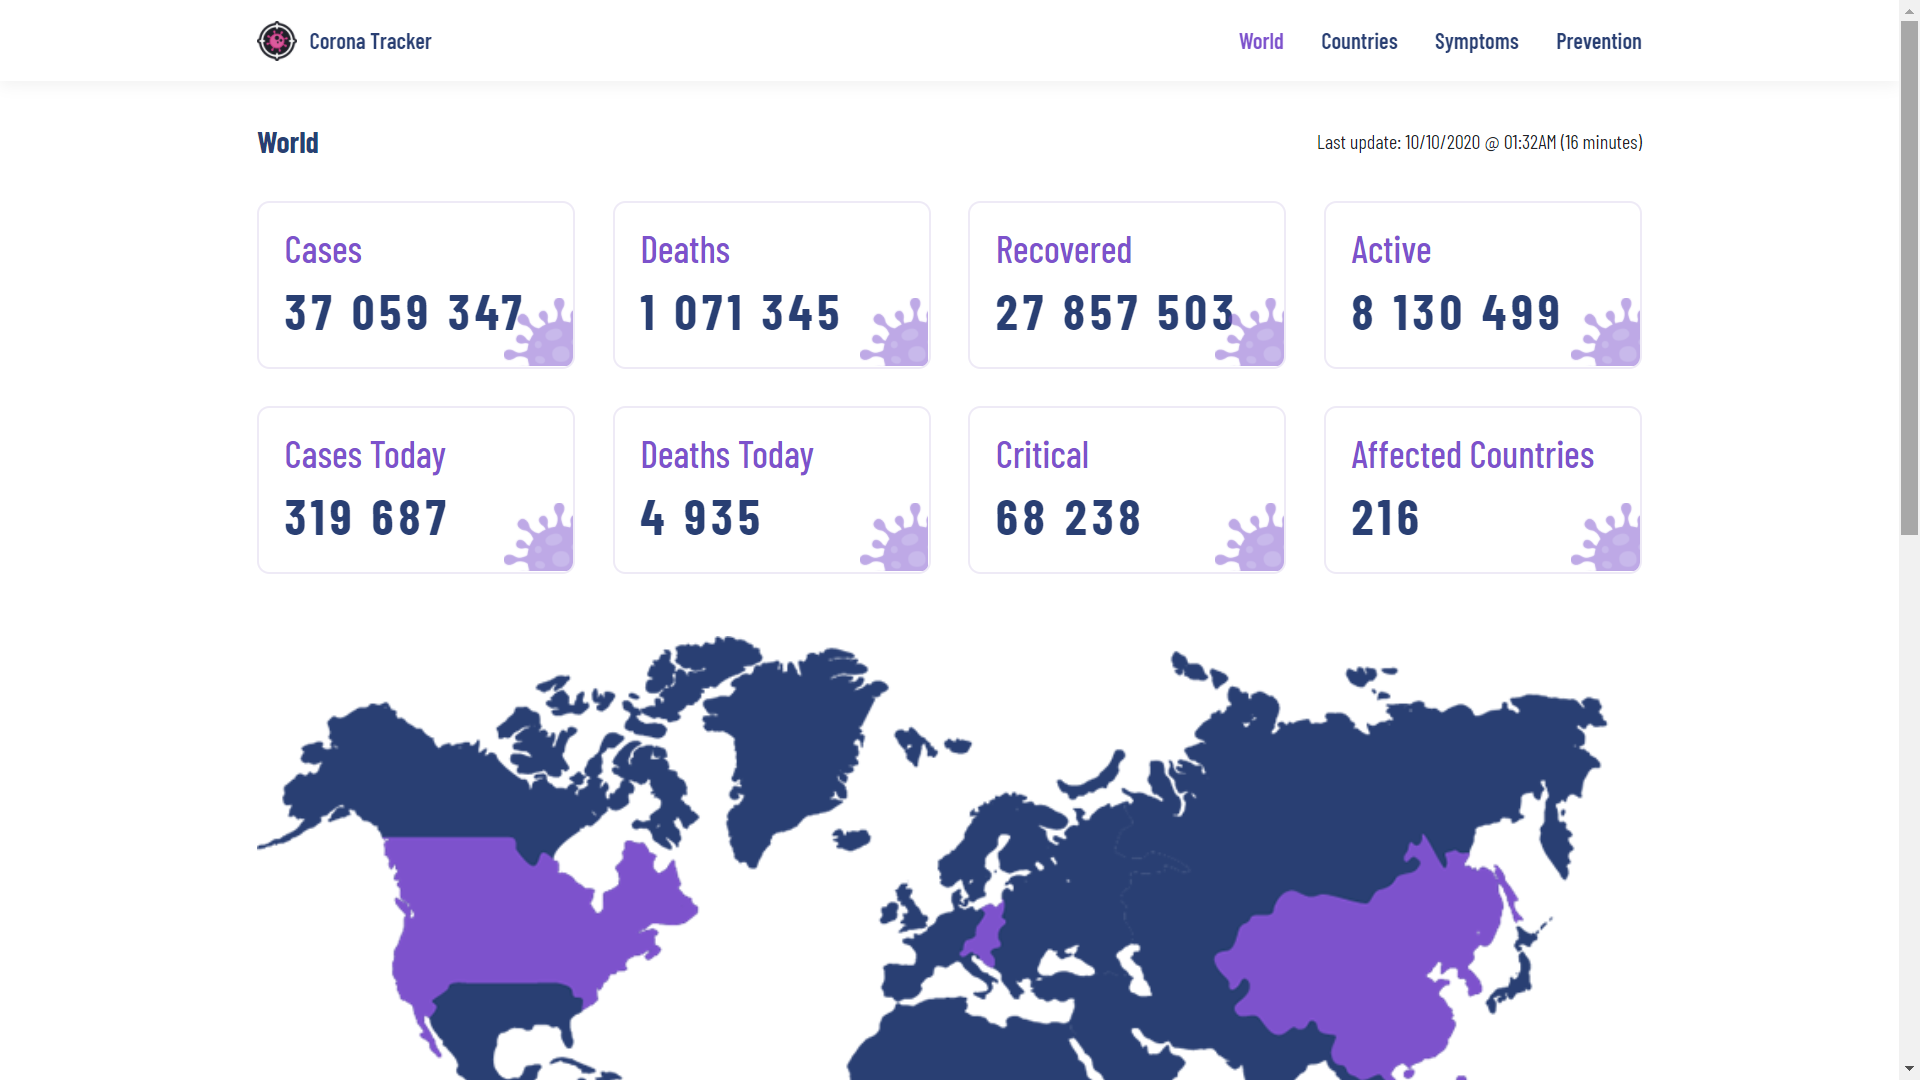 Corona Tracker
World
Countries
Symptoms
Prevention
World
Last update: 10/10/2020 @ 01:32AM (16 minutes)
Cases
37 059 347
Deaths
1 071 345
Recovered
27 857 503
Active
8 130 499
Cases Today
319 687
Deaths Today
4 935
Critical
68 238
Affected Countries
216